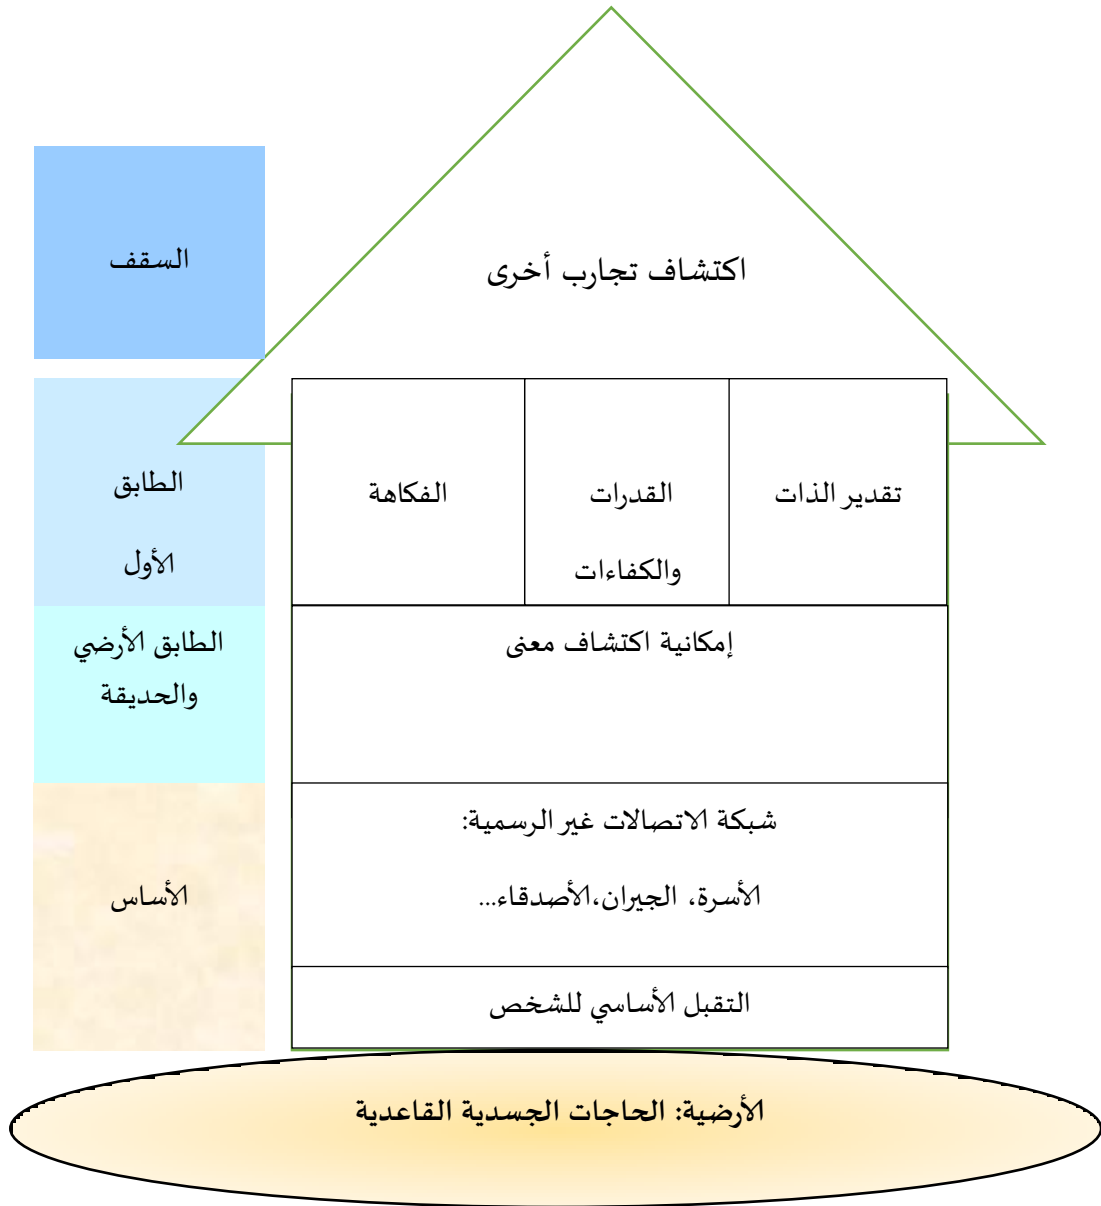 السقف
اكتشاف تجارب أخرى
الطابق
الأول
تقدير الذات
القدرات
والكفاءات
الفكاهة
الطابق الأرضي
والحديقة
إمكانية اكتشاف معنى
الأساس
شبكة الاتصالات غير الرسمية:
الأسرة، الجيران،الأصدقاء...
التقبل الأساسي للشخص
الأرضية: الحاجات الجسدية القاعدية